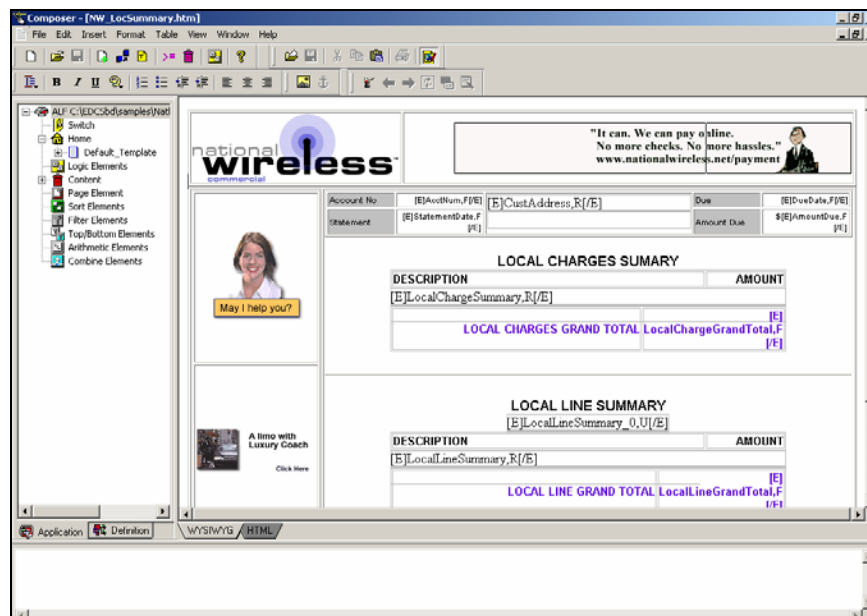 Composer - [NW_LocSummary.htm]
File Edit Insert Format Table View Window Help
B I U
ALF C:\EDCSbd\samples\Natl
Switch
Home
Default_Template
Logic Elements
Content
Page Element
Sort Elements
Filter Elements
Top/Bottom Elements
Arithmetic Elements
Combine Elements
Application Definition
national
wireless
commercial
"It can. We can pay online.
No more checks. No more hassles."
www.nationalwireless.net/payment
Account No [E]AcctNum,F[/E] [E]CustAddress,R[/E] Due [E]DueDate,F[/E]
Statement [E]StatementDate,F [/E] Amount Due $[E]AmountDue,F [/E]
May I help you?
LOCAL CHARGES SUMARY
DESCRIPTION AMOUNT
[E]LocalChargeSummary,R[/E]
[E]
LOCAL CHARGES GRAND TOTAL LocalChargeGrandTotal,F
[/E]
A limo with
Luxury Coach
Click Here
LOCAL LINE SUMMARY
[E]LocalLineSummary_0,U[/E]
DESCRIPTION AMOUNT
[E]LocalLineSummary,R[/E]
[E]
LOCAL LINE GRAND TOTAL LocalLineGrandTotal,F
[/E]
WYSIWYG HTML